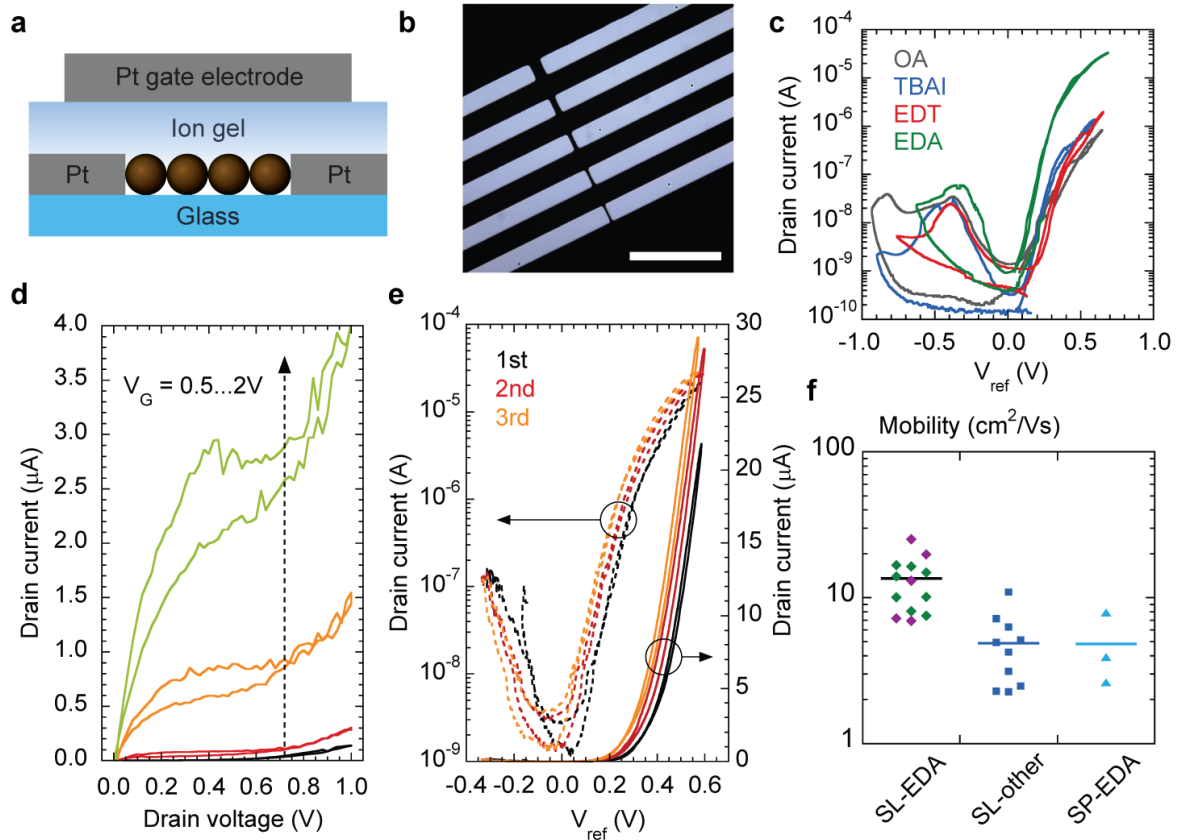 a
Pt gate electrode
Ion gel
Pt
Pt
Glass
b
c
OA
TBAI
EDT
EDA
Drain current (A)
10⁻⁴
10⁻⁵
10⁻⁶
10⁻⁷
10⁻⁸
10⁻⁹
10⁻¹⁰
-1.0
-0.5
0.0
0.5
1.0
V_ref (V)
d
V_G = 0.5...2V
Drain current (µA)
4.0
3.5
3.0
2.5
2.0
1.5
1.0
0.5
0.0
0.0
0.2
0.4
0.6
0.8
1.0
Drain voltage (V)
e
1st
2nd
3rd
Drain current (A)
10⁻⁴
10⁻⁵
10⁻⁶
10⁻⁷
10⁻⁸
10⁻⁹
30
25
20
15
10
5
0
Drain current (µA)
-0.4
-0.2
0.0
0.2
0.4
0.6
0.8
V_ref (V)
f
Mobility (cm²/Vs)
100
10
1
SL-EDA
SL-other
SP-EDA